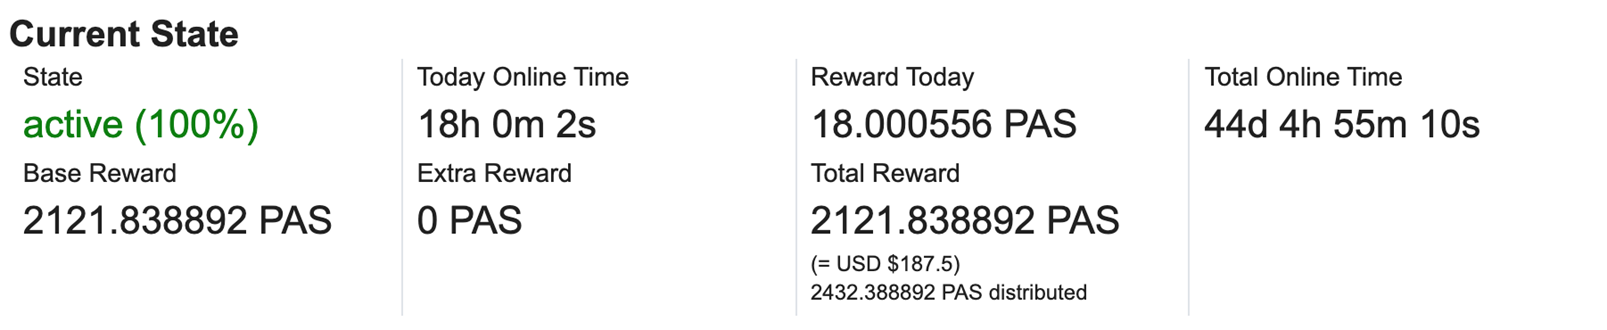 Current State
State
active (100%)
Base Reward
2121.838892 PAS
Today Online Time
18h 0m 2s
Extra Reward
0 PAS
Reward Today
18.000556 PAS
Total Reward
2121.838892 PAS
(= USD $187.5)
2432.388892 PAS distributed
Total Online Time
44d 4h 55m 10s